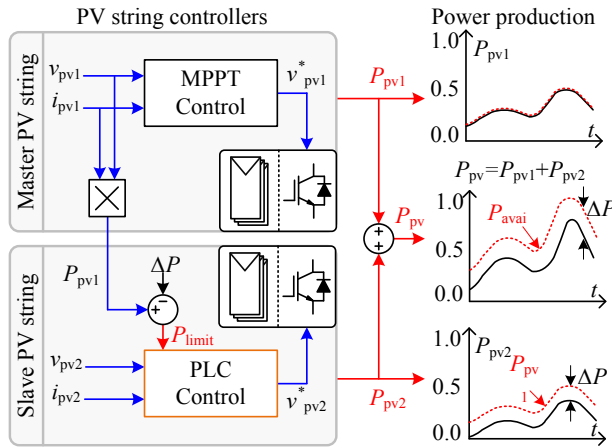 PV string controllers
Power production
Master PV string
v_pv1
i_pv1
MPPT
Control
v*_pv1
P_pv1
P_pv1
1.0
0.5
0.0
t
P_pv=P_pv1+P_pv2
1.0
0.5
0.0
P_avai
ΔP
t
+
+
P_pv
Slave PV string
P_pv1
ΔP
+
−
P_limit
v_pv2
i_pv2
PLC
Control
v*_pv2
P_pv2
1.0
0.5
0.0
P_pv2
P_pv
1
ΔP
t